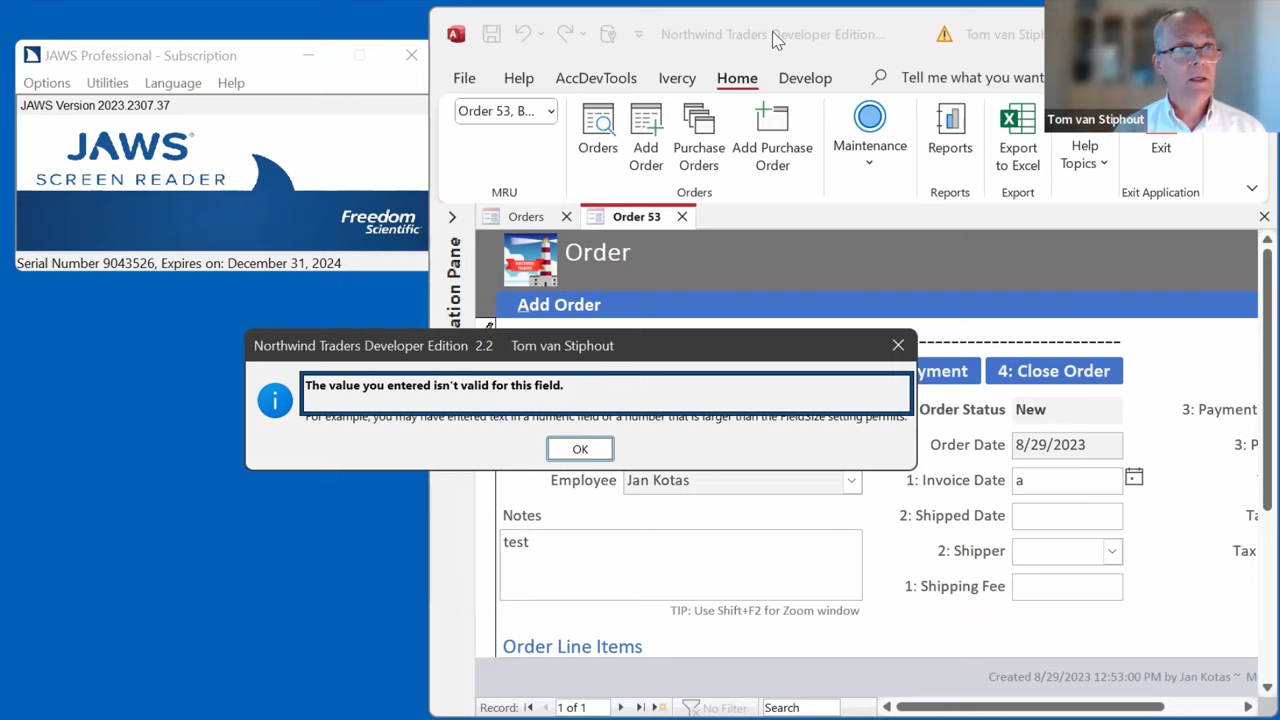 JAWS Professional - Subscription
Options Utilities Language Help
JAWS Version 2023.2307.37
JAWS®
SCREEN READER
Freedom
Scientific
Serial Number 9043526, Expires on: December 31, 2024
Northwind Traders Developer Edition...
Tom van Stiph
File Help AccDevTools Ivercy Home Develop Tell me what you want
Tom van Stiphout
Order 53, B...
Orders
Add Order
Purchase Orders
Add Purchase Order
Maintenance
Reports
Export to Excel
Help Topics
Exit
MRU Orders Reports Export Exit Application
Orders Order 53
ation Pane
NORTHWIND
TRADERS
Order
Add Order
Northwind Traders Developer Edition 2.2 Tom van Stiphout
The value you entered isn't valid for this field.
For example, you may have entered text in a numeric field or a number that is larger than the FieldSize setting permits.
OK
yment 4: Close Order
Order Status New 3: Payment
Order Date 8/29/2023 3: P
Employee Jan Kotas 1: Invoice Date a
Notes 2: Shipped Date Ta
test
2: Shipper Tax
1: Shipping Fee
TIP: Use Shift+F2 for Zoom window
Order Line Items
Created 8/29/2023 12:53:00 PM by Jan Kotas ~ M
Record: 1 of 1 No Filter Search